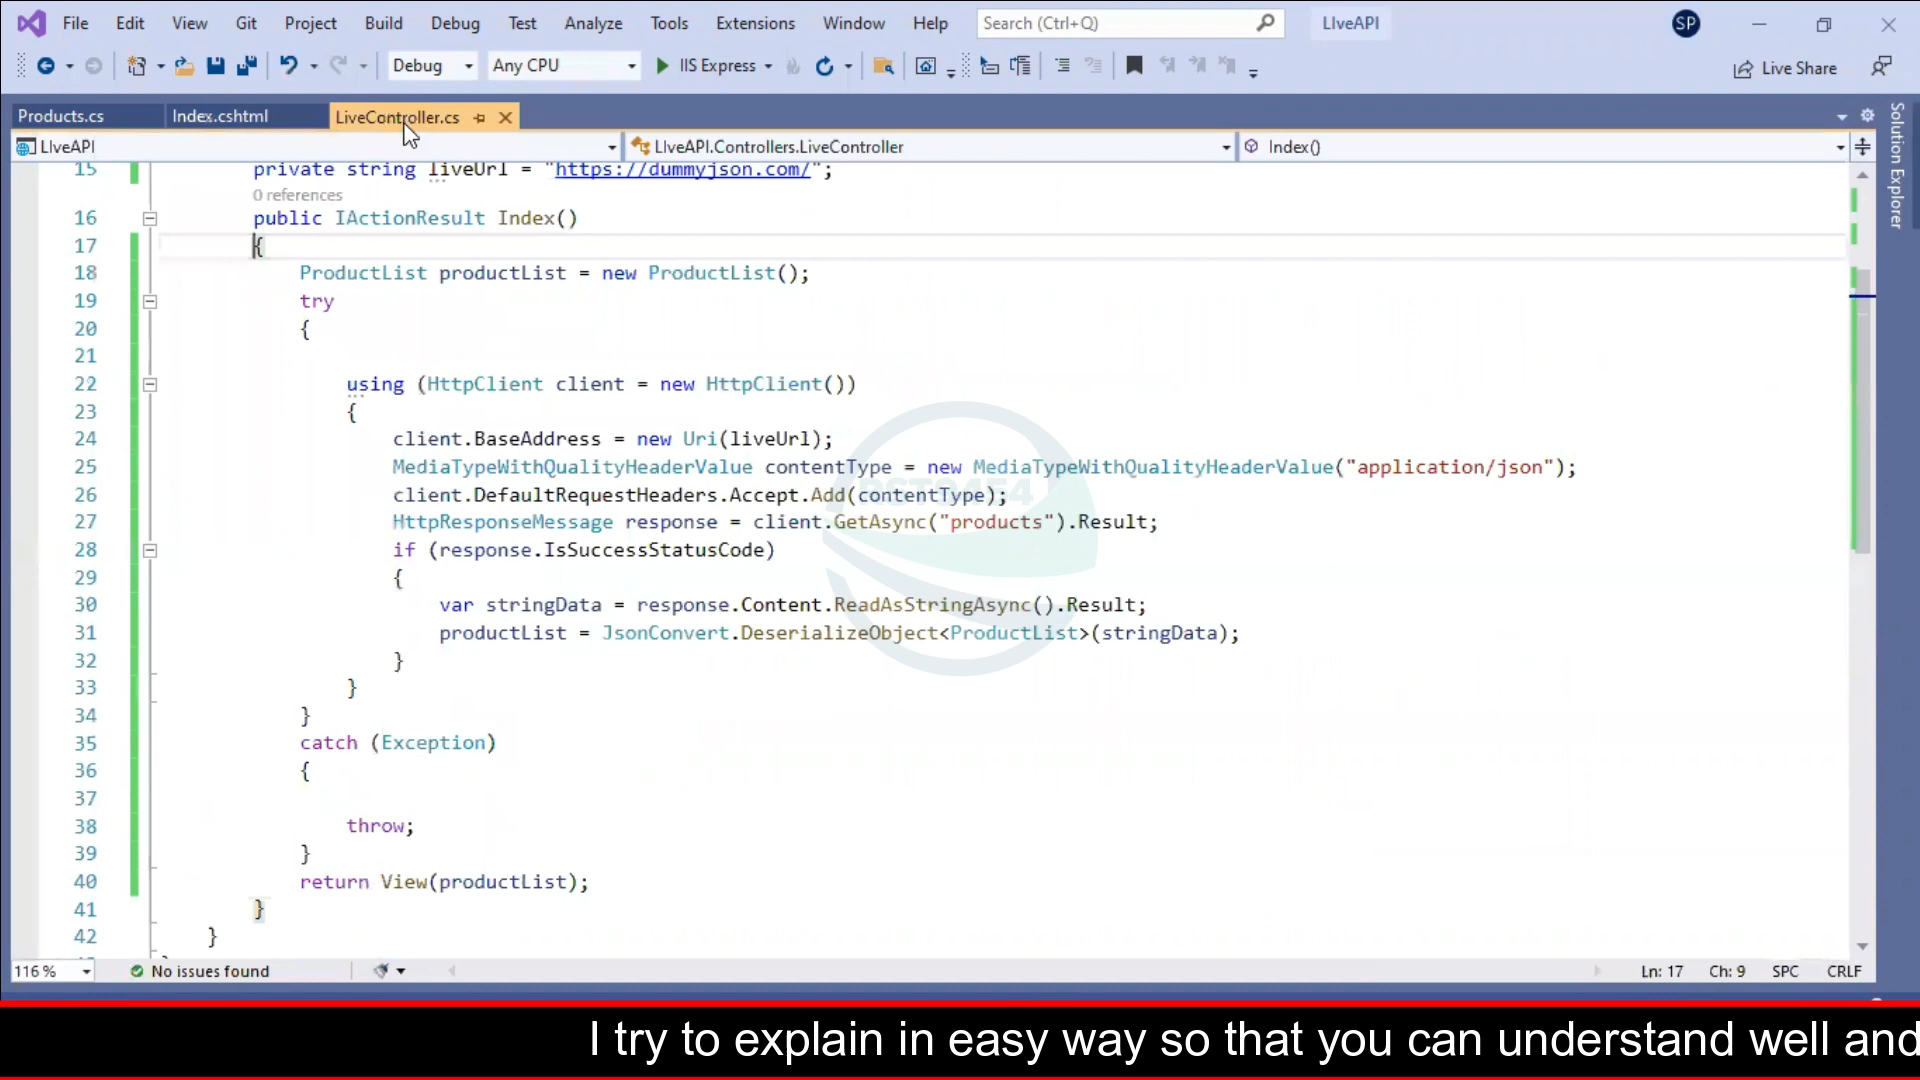 File Edit View Git Project Build Debug Test Analyze Tools Extensions Window Help Search (Ctrl+Q) LIveAPI SP
Debug Any CPU IIS Express Live Share
Products.cs Index.cshtml LiveController.cs
LIveAPI LIveAPI.Controllers.LiveController Index()
Solution Explorer
15 private string liveUrl = "https://dummyjson.com/";
0 references
16 public IActionResult Index()
17 {
18 ProductList productList = new ProductList();
19 try
20 {
21
22 using (HttpClient client = new HttpClient())
23 {
24 client.BaseAddress = new Uri(liveUrl);
25 MediaTypeWithQualityHeaderValue contentType = new MediaTypeWithQualityHeaderValue("application/json");
26 client.DefaultRequestHeaders.Accept.Add(contentType);
27 HttpResponseMessage response = client.GetAsync("products").Result;
28 if (response.IsSuccessStatusCode)
29 {
30 var stringData = response.Content.ReadAsStringAsync().Result;
31 productList = JsonConvert.DeserializeObject<ProductList>(stringData);
32 }
33 }
34 }
35 catch (Exception)
36 {
37
38 throw;
39 }
40 return View(productList);
41 }
42 }
116 % No issues found Ln: 17 Ch: 9 SPC CRLF
I try to explain in easy way so that you can understand well and